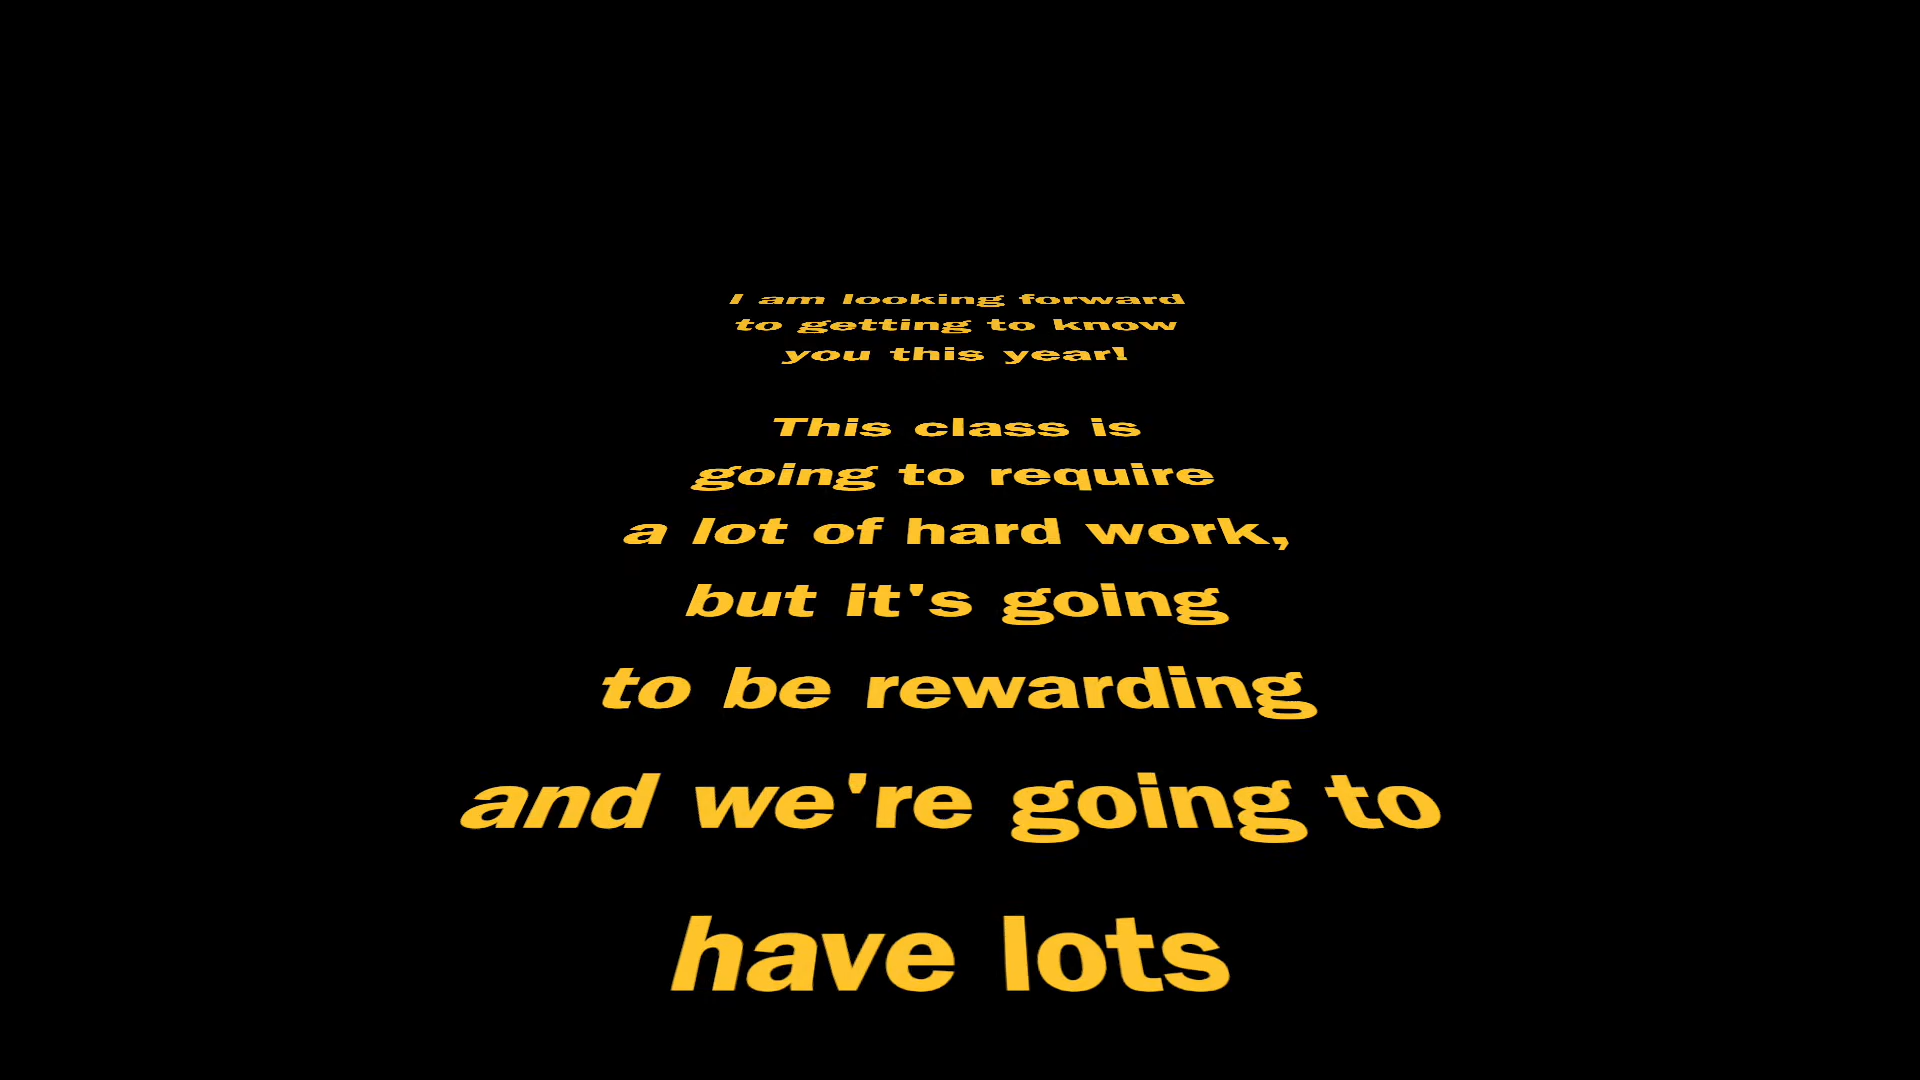 I am looking forward
to getting to know
you this year!
This class is
going to require
a lot of hard work,
but it's going
to be rewarding
and we're going to
have lots